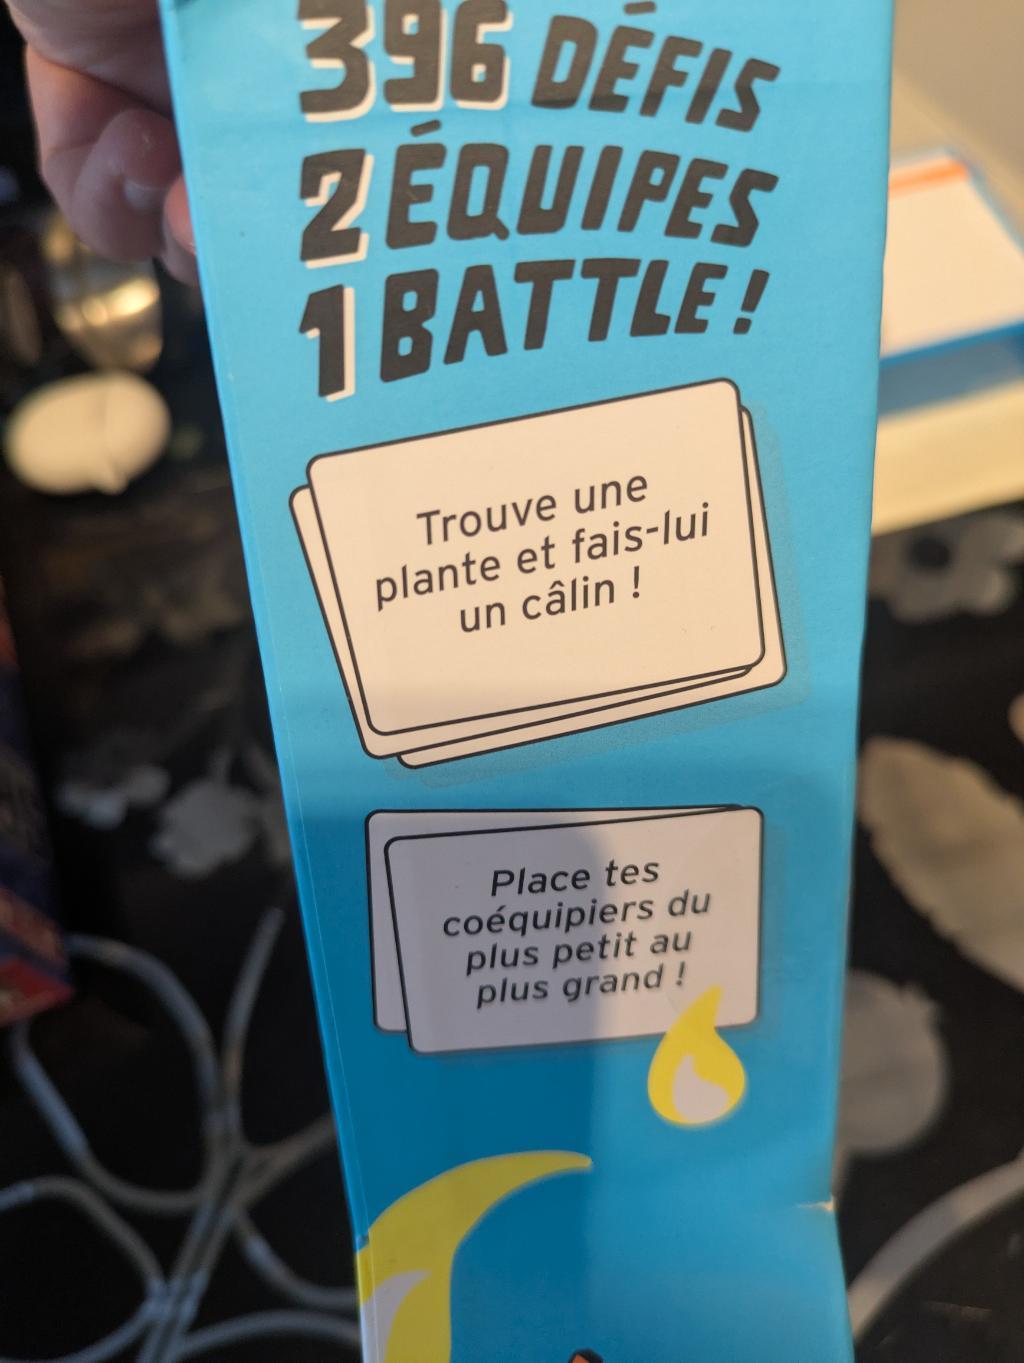 396 DÉFIS
2 ÉQUIPES
1 BATTLE !
Trouve une
plante et fais-lui
un câlin !
Place tes
coéquipiers du
plus petit au
plus grand !